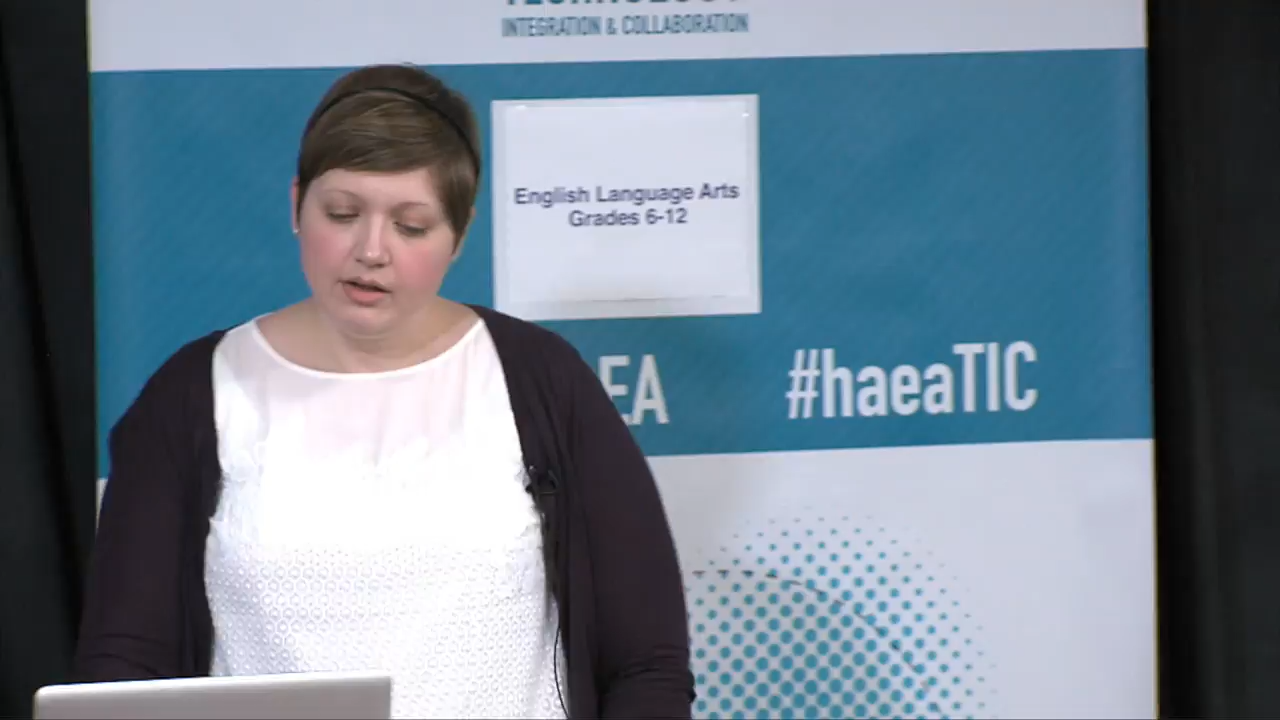 INTEGRATION & COLLABORATION
English Language Arts
Grades 6-12
EA #haeaTIC